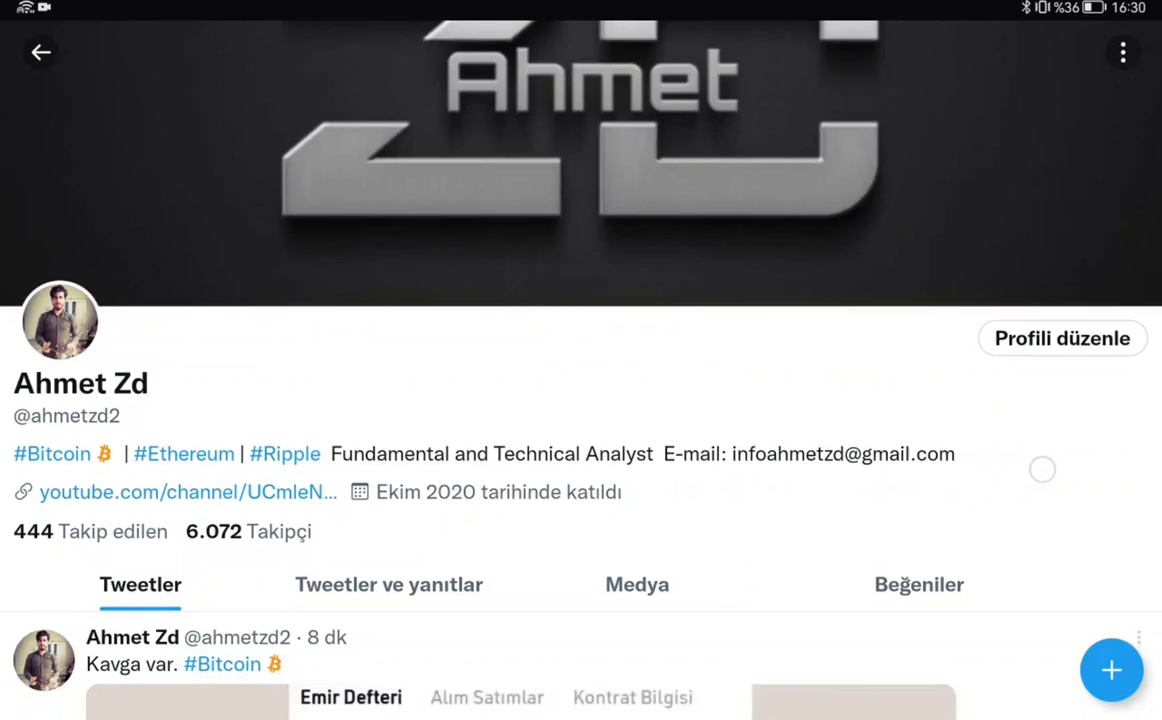 %36 16:30
Ahmet
Ahmet Zd
Profili düzenle
@ahmetzd2
#Bitcoin | #Ethereum | #Ripple Fundamental and Technical Analyst E-mail: infoahmetzd@gmail.com
youtube.com/channel/UCmleN... Ekim 2020 tarihinde katıldı
444 Takip edilen 6.072 Takipçi
Tweetler Tweetler ve yanıtlar Medya Beğeniler
Ahmet Zd @ahmetzd2 · 8 dk
Kavga var. #Bitcoin
Emir Defteri Alım Satımlar Kontrat Bilgisi